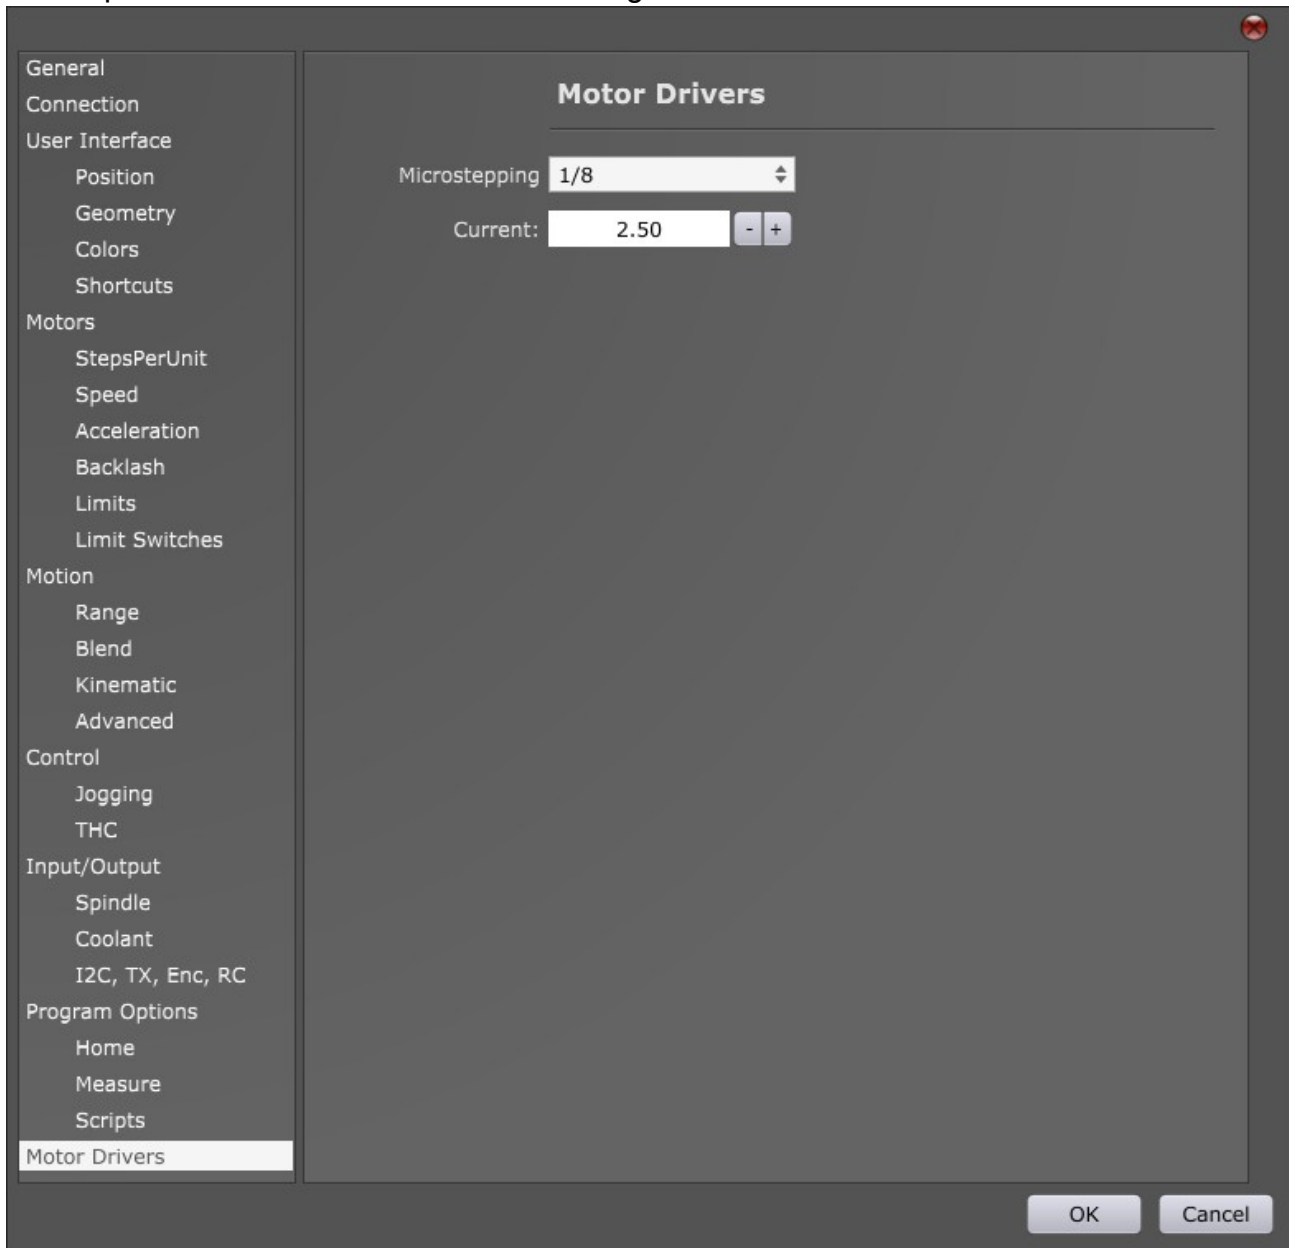 General
Connection
User Interface
Position
Geometry
Colors
Shortcuts
Motors
StepsPerUnit
Speed
Acceleration
Backlash
Limits
Limit Switches
Motion
Range
Blend
Kinematic
Advanced
Control
Jogging
THC
Input/Output
Spindle
Coolant
I2C, TX, Enc, RC
Program Options
Home
Measure
Scripts
Motor Drivers
Motor Drivers
Microstepping 1/8
Current: 2.50 - +
OK Cancel